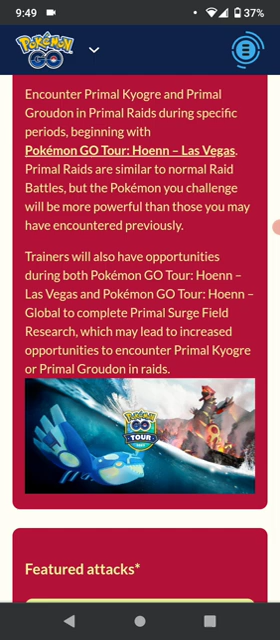 9:49
37%
POKÉMON
GO
Encounter Primal Kyogre and Primal
Groudon in Primal Raids during specific
periods, beginning with
Pokémon GO Tour: Hoenn – Las Vegas.
Primal Raids are similar to normal Raid
Battles, but the Pokémon you challenge
will be more powerful than those you may
have encountered previously.
Trainers will also have opportunities
during both Pokémon GO Tour: Hoenn –
Las Vegas and Pokémon GO Tour: Hoenn –
Global to complete Primal Surge Field
Research, which may lead to increased
opportunities to encounter Primal Kyogre
or Primal Groudon in raids.
POKÉMON
GO
TOUR
Featured attacks*